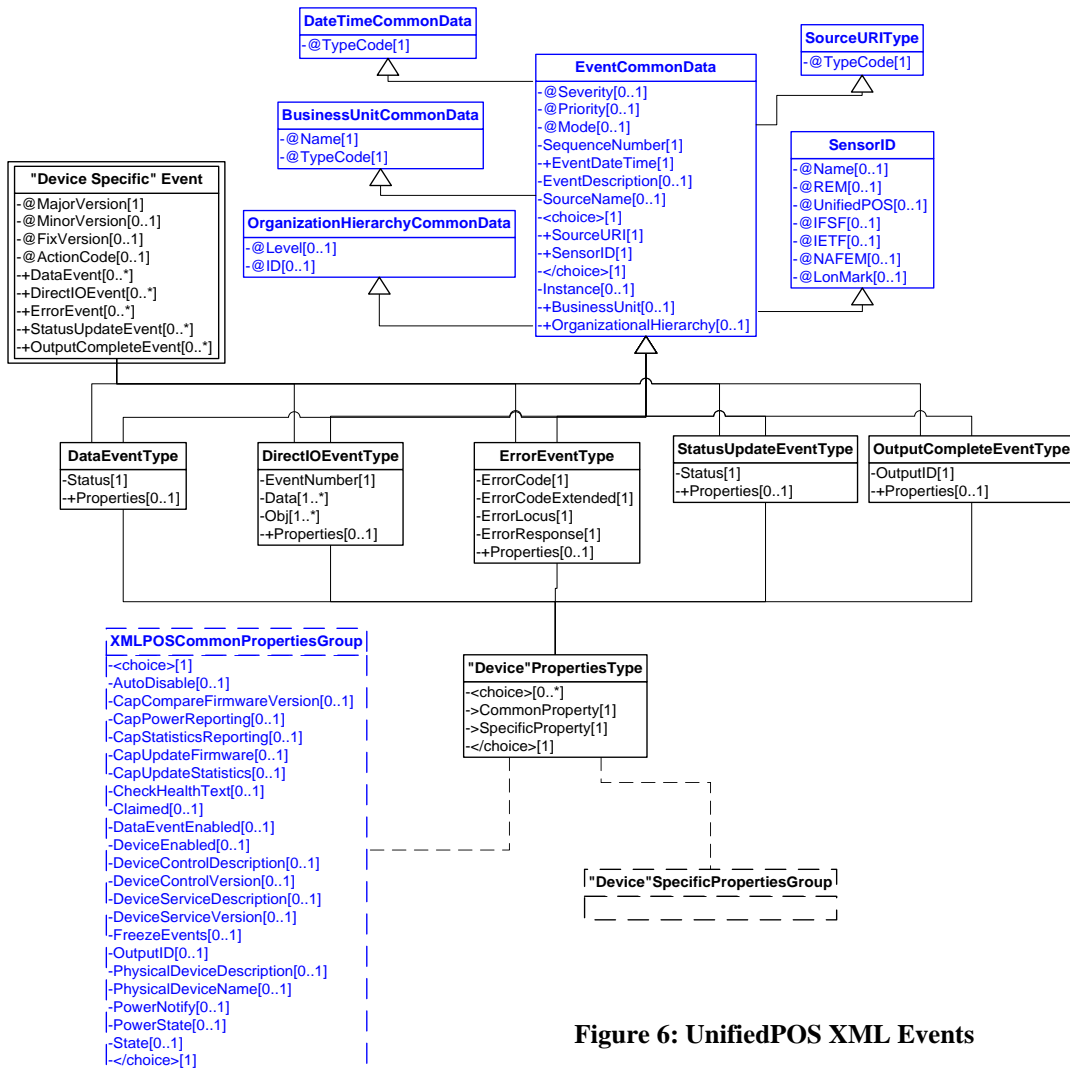 DateTimeCommonData
-@TypeCode[1]
SourceURIType
-@TypeCode[1]
EventCommonData
-@Severity[0..1]
-@Priority[0..1]
-@Mode[0..1]
-SequenceNumber[1]
-+EventDateTime[1]
-EventDescription[0..1]
-SourceName[0..1]
-<choice>[1]
-+SourceURI[1]
-+SensorID[1]
-</choice>[1]
-Instance[0..1]
-+BusinessUnit[0..1]
-+OrganizationalHierarchy[0..1]
BusinessUnitCommonData
-@Name[1]
-@TypeCode[1]
SensorID
-@Name[0..1]
-@REM[0..1]
-@UnifiedPOS[0..1]
-@IFSF[0..1]
-@IETF[0..1]
-@NAFEM[0..1]
-@LonMark[0..1]
"Device Specific" Event
-@MajorVersion[1]
-@MinorVersion[0..1]
-@FixVersion[0..1]
-@ActionCode[0..1]
-+DataEvent[0..*]
-+DirectIOEvent[0..*]
-+ErrorEvent[0..*]
-+StatusUpdateEvent[0..*]
-+OutputCompleteEvent[0..*]
OrganizationHierarchyCommonData
-@Level[0..1]
-@ID[0..1]
DataEventType
-Status[1]
-+Properties[0..1]
DirectIOEventType
-EventNumber[1]
-Data[1..*]
-Obj[1..*]
-+Properties[0..1]
ErrorEventType
-ErrorCode[1]
-ErrorCodeExtended[1]
-ErrorLocus[1]
-ErrorResponse[1]
-+Properties[0..1]
StatusUpdateEventType
-Status[1]
-+Properties[0..1]
OutputCompleteEventType
-OutputID[1]
-+Properties[0..1]
XMLPOSCommonPropertiesGroup
-<choice>[1]
-AutoDisable[0..1]
-CapCompareFirmwareVersion[0..1]
-CapPowerReporting[0..1]
-CapStatisticsReporting[0..1]
-CapUpdateFirmware[0..1]
-CapUpdateStatistics[0..1]
-CheckHealthText[0..1]
-Claimed[0..1]
-DataEventEnabled[0..1]
-DeviceEnabled[0..1]
-DeviceControlDescription[0..1]
-DeviceControlVersion[0..1]
-DeviceServiceDescription[0..1]
-DeviceServiceVersion[0..1]
-FreezeEvents[0..1]
-OutputID[0..1]
-PhysicalDeviceDescription[0..1]
-PhysicalDeviceName[0..1]
-PowerNotify[0..1]
-PowerState[0..1]
-State[0..1]
-</choice>[1]
"Device"PropertiesType
-<choice>[0..*]
->CommonProperty[1]
->SpecificProperty[1]
-</choice>[1]
"Device"SpecificPropertiesGroup
Figure 6: UnifiedPOS XML Events